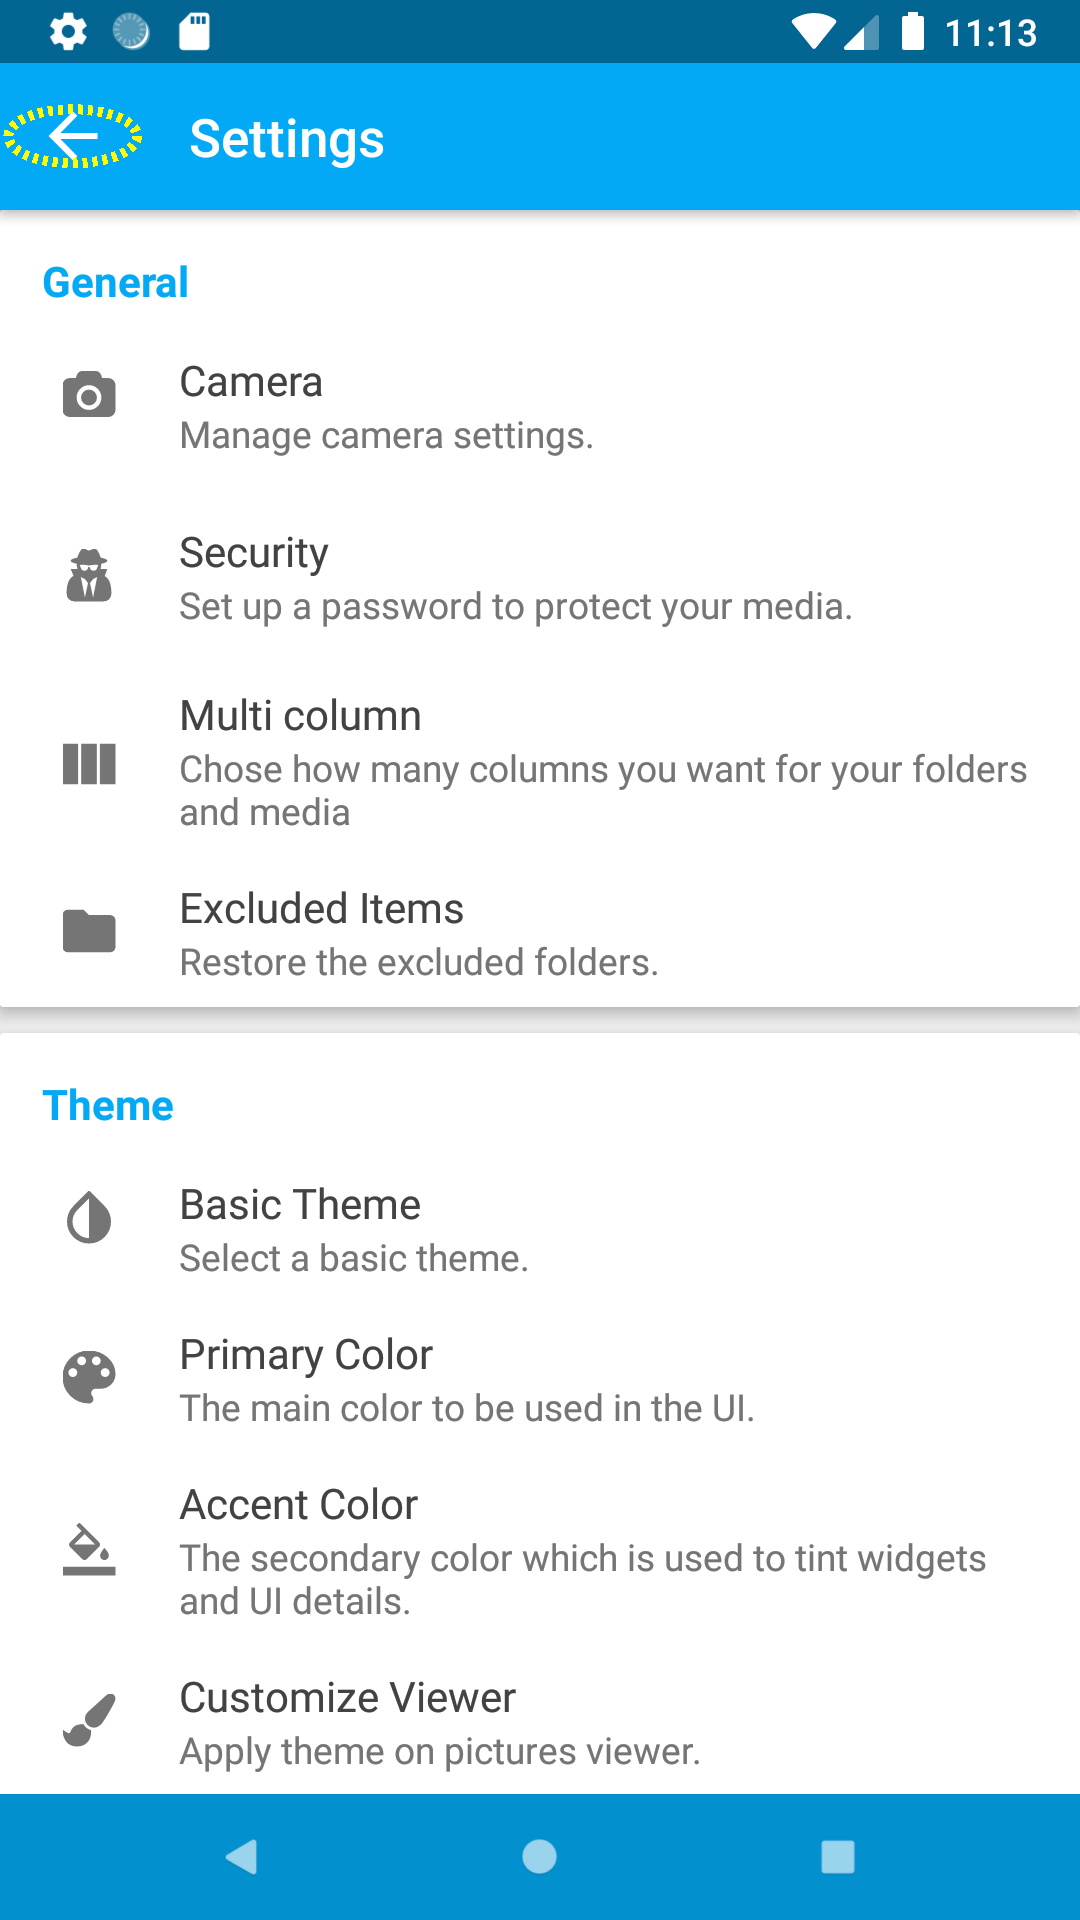 11:13
Settings
General
Camera
Manage camera settings.
Security
Set up a password to protect your media.
Multi column
Chose how many columns you want for your folders
and media
Excluded Items
Restore the excluded folders.
Theme
Basic Theme
Select a basic theme.
Primary Color
The main color to be used in the UI.
Accent Color
The secondary color which is used to tint widgets
and UI details.
Customize Viewer
Apply theme on pictures viewer.